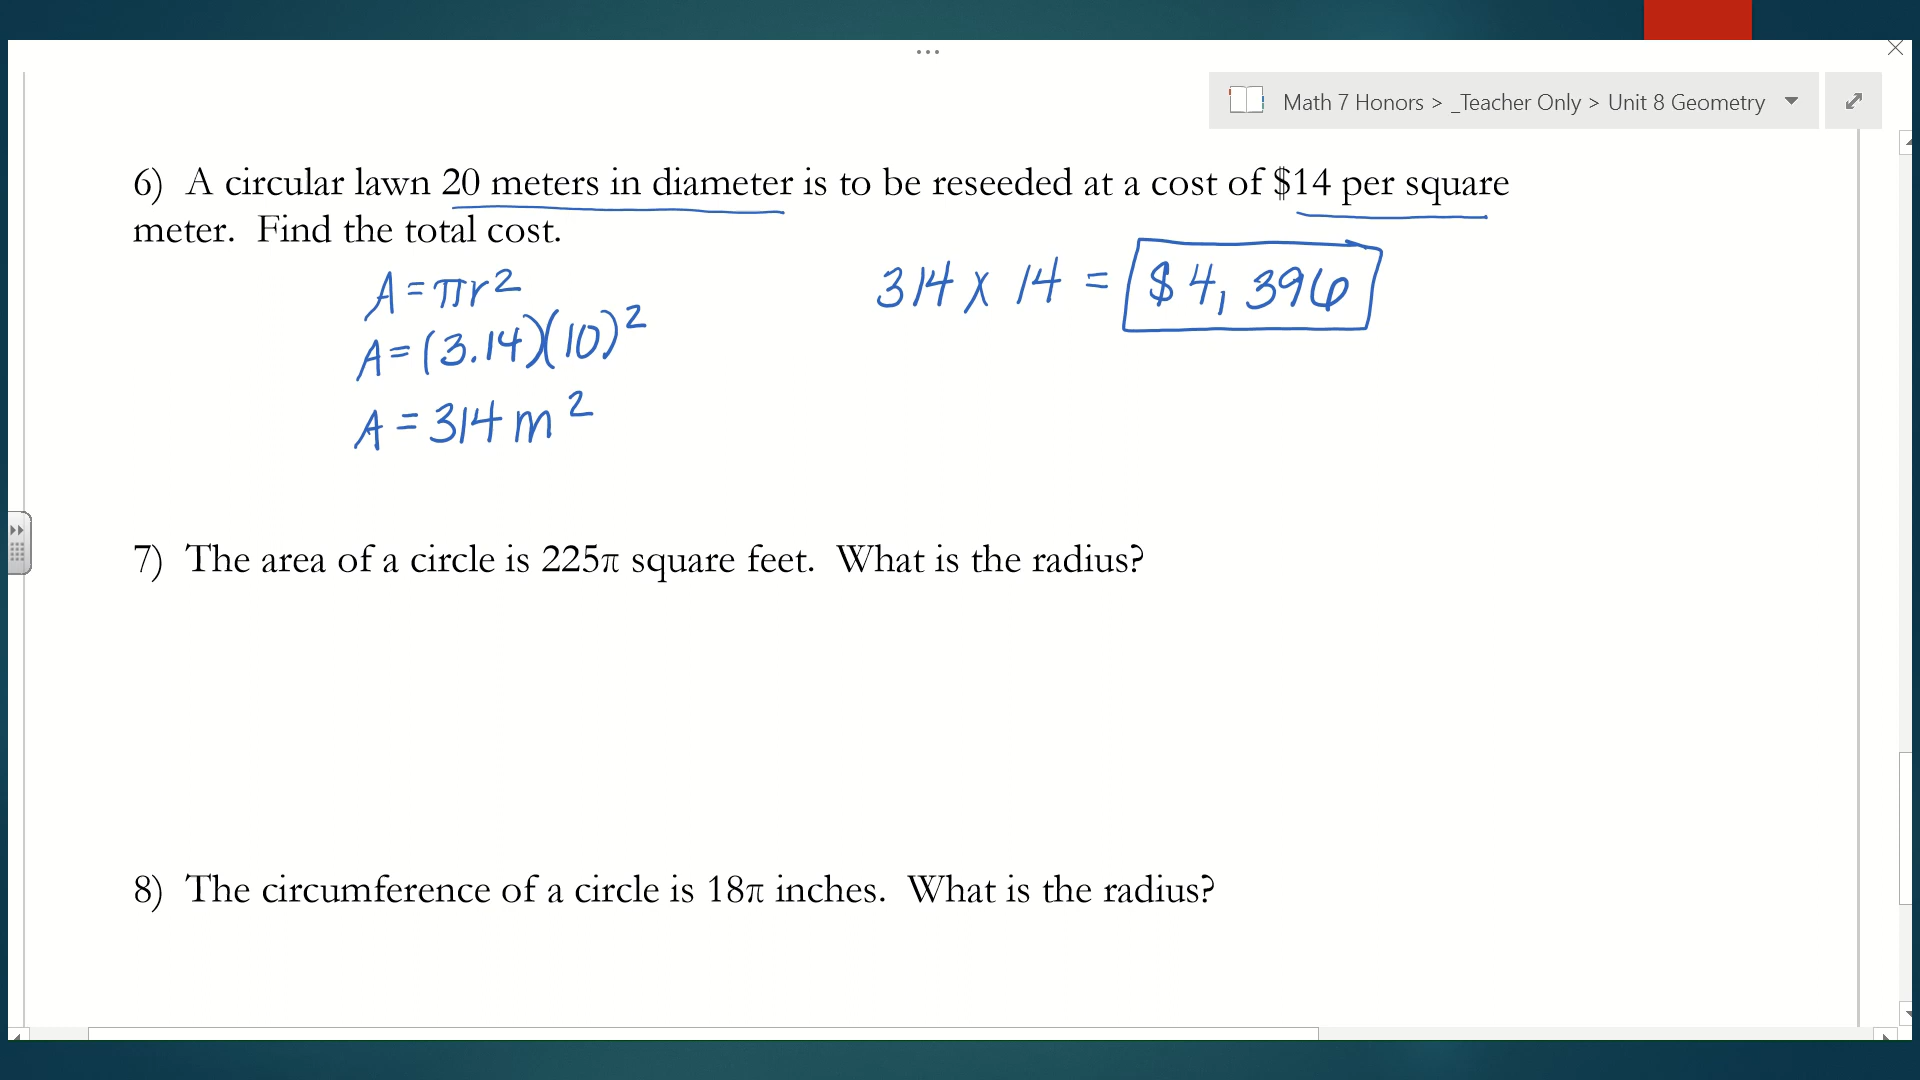 ...
Math 7 Honors > _Teacher Only > Unit 8 Geometry
6) A circular lawn 20 meters in diameter is to be reseeded at a cost of $14 per square
meter. Find the total cost.
A = πr²
A = (3.14)(10)²
A = 314 m²
314 x 14 = $4,396
7) The area of a circle is 225π square feet. What is the radius?
8) The circumference of a circle is 18π inches. What is the radius?